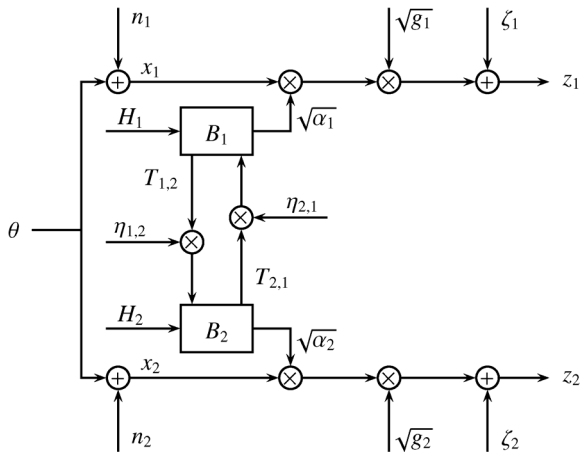 n₁ √g₁ ζ₁
x₁ z₁
H₁ B₁ √α₁
T₁,₂
θ η₁,₂ η₂,₁
T₂,₁
H₂ B₂ √α₂
x₂ z₂
n₂ √g₂ ζ₂